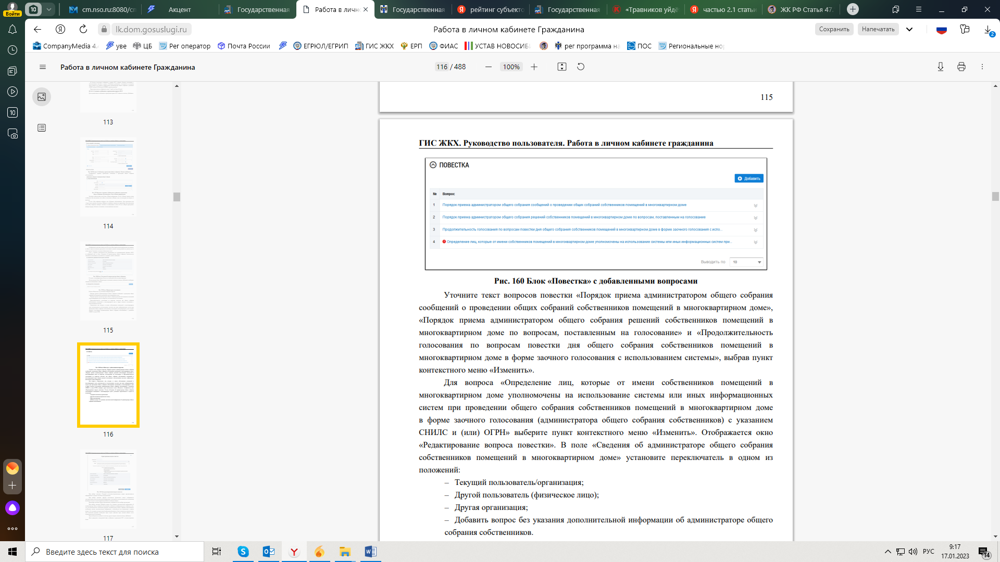 Войти
10
cm.nso.ru:8080/cm
Акцент
Государственная
Работа в личн
Государственная
рейтинг субъекто
Государственная
«Травников уйдё
частью 2.1 статьи
ЖК РФ Статья 47.
lk.dom.gosuslugi.ru
Работа в личном кабинете Гражданина
Сохранить
Напечатать
2
CompanyMedia 4.
уве
ЦБ
Рег оператор
Почта России
ЕГРЮЛ/ЕГРИП
ГИС ЖКХ
ЕРП
ФИАС
УСТАВ НОВОСИБИ
рег программа на
ПОС
Региональные нор
Работа в личном кабинете Гражданина
116 / 488
100%
10
113
114
115
116
117
115
ГИС ЖКХ. Руководство пользователя. Работа в личном кабинете гражданина
ПОВЕСТКА
Добавить
№ Вопрос
1 Порядок приема администратором общего собрания сообщений о проведении общих собраний собственников помещений в многоквартирном доме
2 Порядок приема администратором общего собрания решений собственников помещений в многоквартирном доме по вопросам, поставленным на голосование
3 Продолжительность голосования по вопросам повестки дня общего собрания собственников помещений в многоквартирном доме в форме заочного голосования с испо...
4 Определение лиц, которые от имени собственников помещений в многоквартирном доме уполномочены на использование системы или иных информационных систем при...
Выводить по 10
Рис. 160 Блок «Повестка» с добавленными вопросами
Уточните текст вопросов повестки «Порядок приема администратором общего собрания
сообщений о проведении общих собраний собственников помещений в многоквартирном доме»,
«Порядок приема администратором общего собрания решений собственников помещений в
многоквартирном доме по вопросам, поставленным на голосование» и «Продолжительность
голосования по вопросам повестки дня общего собрания собственников помещений в
многоквартирном доме в форме заочного голосования с использованием системы», выбрав пункт
контекстного меню «Изменить».
Для вопроса «Определение лиц, которые от имени собственников помещений в
многоквартирном доме уполномочены на использование системы или иных информационных
систем при проведении общего собрания собственников помещений в многоквартирном доме
в форме заочного голосования (администратора общего собрания собственников) с указанием
СНИЛС и (или) ОГРН» выберите пункт контекстного меню «Изменить». Отображается окно
«Редактирование вопроса повестки». В поле «Сведения об администраторе общего собрания
собственников помещений в многоквартирном доме» установите переключатель в одном из
положений:
– Текущий пользователь/организация;
– Другой пользователь (физическое лицо);
– Другая организация;
– Добавить вопрос без указания дополнительной информации об администраторе общего
собрания собственников.
Введите здесь текст для поиска
РУС
9:17
17.01.2023
14